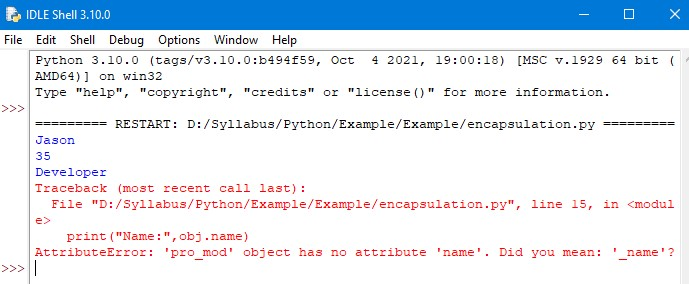 IDLE Shell 3.10.0
File Edit Shell Debug Options Window Help
Python 3.10.0 (tags/v3.10.0:b494f59, Oct  4 2021, 19:00:18) [MSC v.1929 64 bit (
AMD64)] on win32
Type "help", "copyright", "credits" or "license()" for more information.
>>>
========= RESTART: D:/Syllabus/Python/Example/Example/encapsulation.py =========
Jason
35
Developer
Traceback (most recent call last):
  File "D:/Syllabus/Python/Example/Example/encapsulation.py", line 15, in <modul
e>
    print("Name:",obj.name)
AttributeError: 'pro_mod' object has no attribute 'name'. Did you mean: '_name'?
>>>